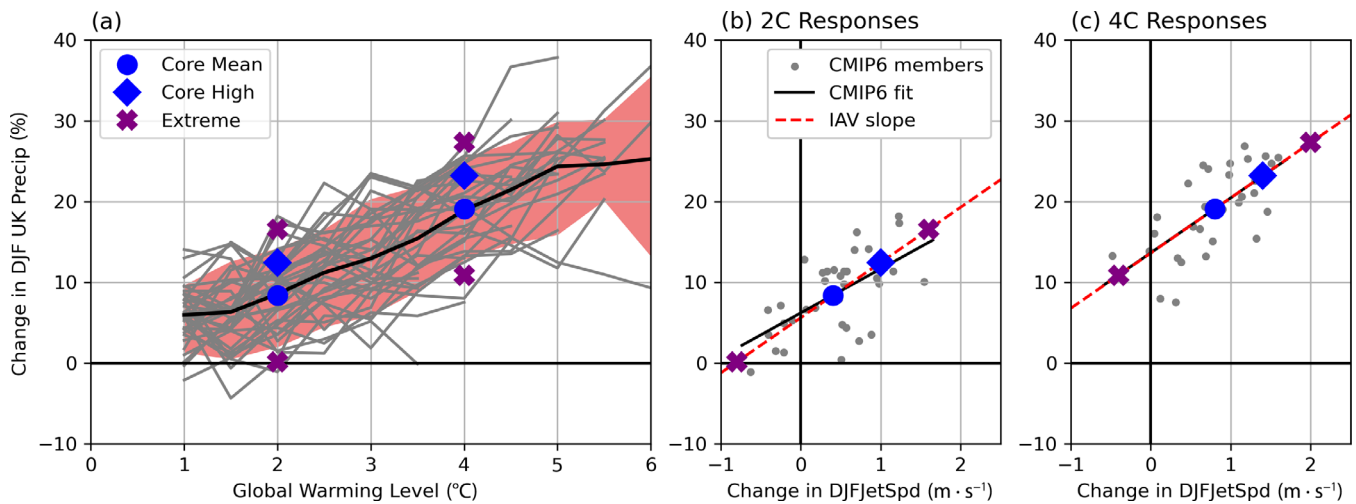 (a)
Change in DJF UK Precip (%)
40
30
20
10
0
−10
Core Mean
Core High
Extreme
0
1
2
3
4
5
6
Global Warming Level (°C)
(b) 2C Responses
40
30
20
10
0
−10
CMIP6 members
CMIP6 fit
IAV slope
−1
0
1
2
Change in DJFJetSpd (m · s⁻¹)
(c) 4C Responses
40
30
20
10
0
−10
−1
0
1
2
Change in DJFJetSpd (m · s⁻¹)